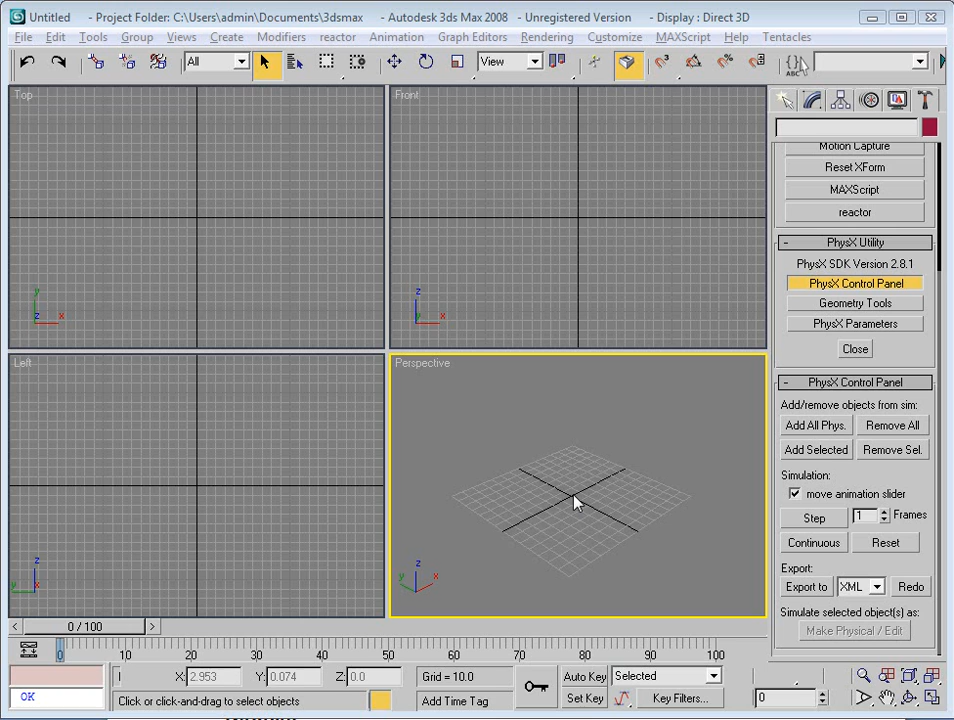 Untitled - Project Folder: C:\Users\admin\Documents\3dsmax - Autodesk 3ds Max 2008 - Unregistered Version - Display : Direct 3D
File Edit Tools Group Views Create Modifiers reactor Animation Graph Editors Rendering Customize MAXScript Help Tentacles
All View ABC
Top
Front
Motion Capture
Reset XForm
MAXScript
reactor
- PhysX Utility
PhysX SDK Version 2.8.1
PhysX Control Panel
Geometry Tools
PhysX Parameters
Close
y
z x
z
y x
Left
Perspective
- PhysX Control Panel
Add/remove objects from sim:
Add All Phys. Remove All
Add Selected Remove Sel.
Simulation:
move animation slider
Step 1 Frames
Continuous Reset
Export:
Export to XML Redo
Simulate selected object(s) as:
Make Physical / Edit
z
y x
z
y x
< 0 / 100 >
0 10 20 30 40 50 60 70 80 90 100
X: 2.953 Y: 0.074 Z: 0.0 Grid = 10.0 Auto Key Selected
OK Click or click-and-drag to select objects Add Time Tag Set Key Key Filters... 0